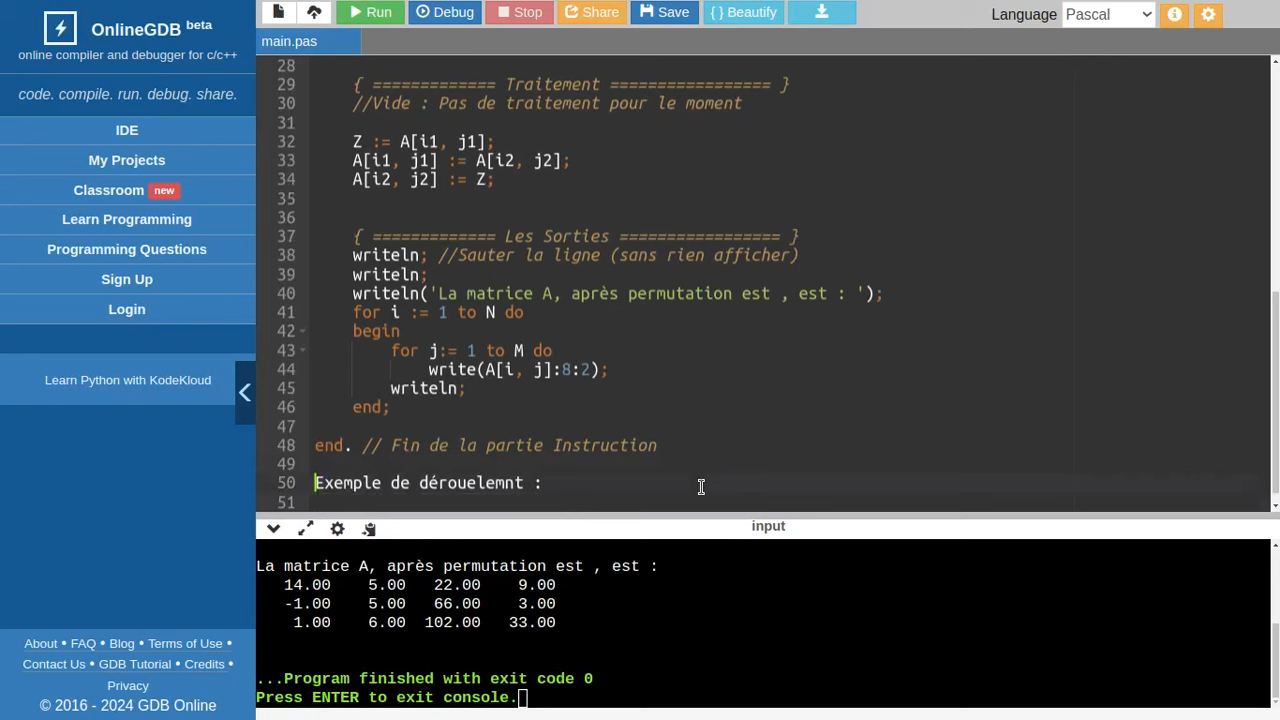 OnlineGDB beta
online compiler and debugger for c/c++
code. compile. run. debug. share.
IDE
My Projects
Classroom new
Learn Programming
Programming Questions
Sign Up
Login
Learn Python with KodeKloud
About • FAQ • Blog • Terms of Use •
Contact Us • GDB Tutorial • Credits •
Privacy
© 2016 - 2024 GDB Online
Run Debug Stop Share Save { } Beautify Language Pascal
main.pas
28
29 { ============= Traitement ================= }
30 //Vide : Pas de traitement pour le moment
31
32 Z := A[i1, j1];
33 A[i1, j1] := A[i2, j2];
34 A[i2, j2] := Z;
35
36
37 { ============= Les Sorties ================= }
38 writeln; //Sauter la ligne (sans rien afficher)
39 writeln;
40 writeln('La matrice A, après permutation est , est : ');
41 for i := 1 to N do
42 begin
43 for j:= 1 to M do
44 write(A[i, j]:8:2);
45 writeln;
46 end;
47
48 end. // Fin de la partie Instruction
49
50 Exemple de dérouelemnt :
51
input
La matrice A, après permutation est , est :
14.00 5.00 22.00 9.00
-1.00 5.00 66.00 3.00
1.00 6.00 102.00 33.00
...Program finished with exit code 0
Press ENTER to exit console.